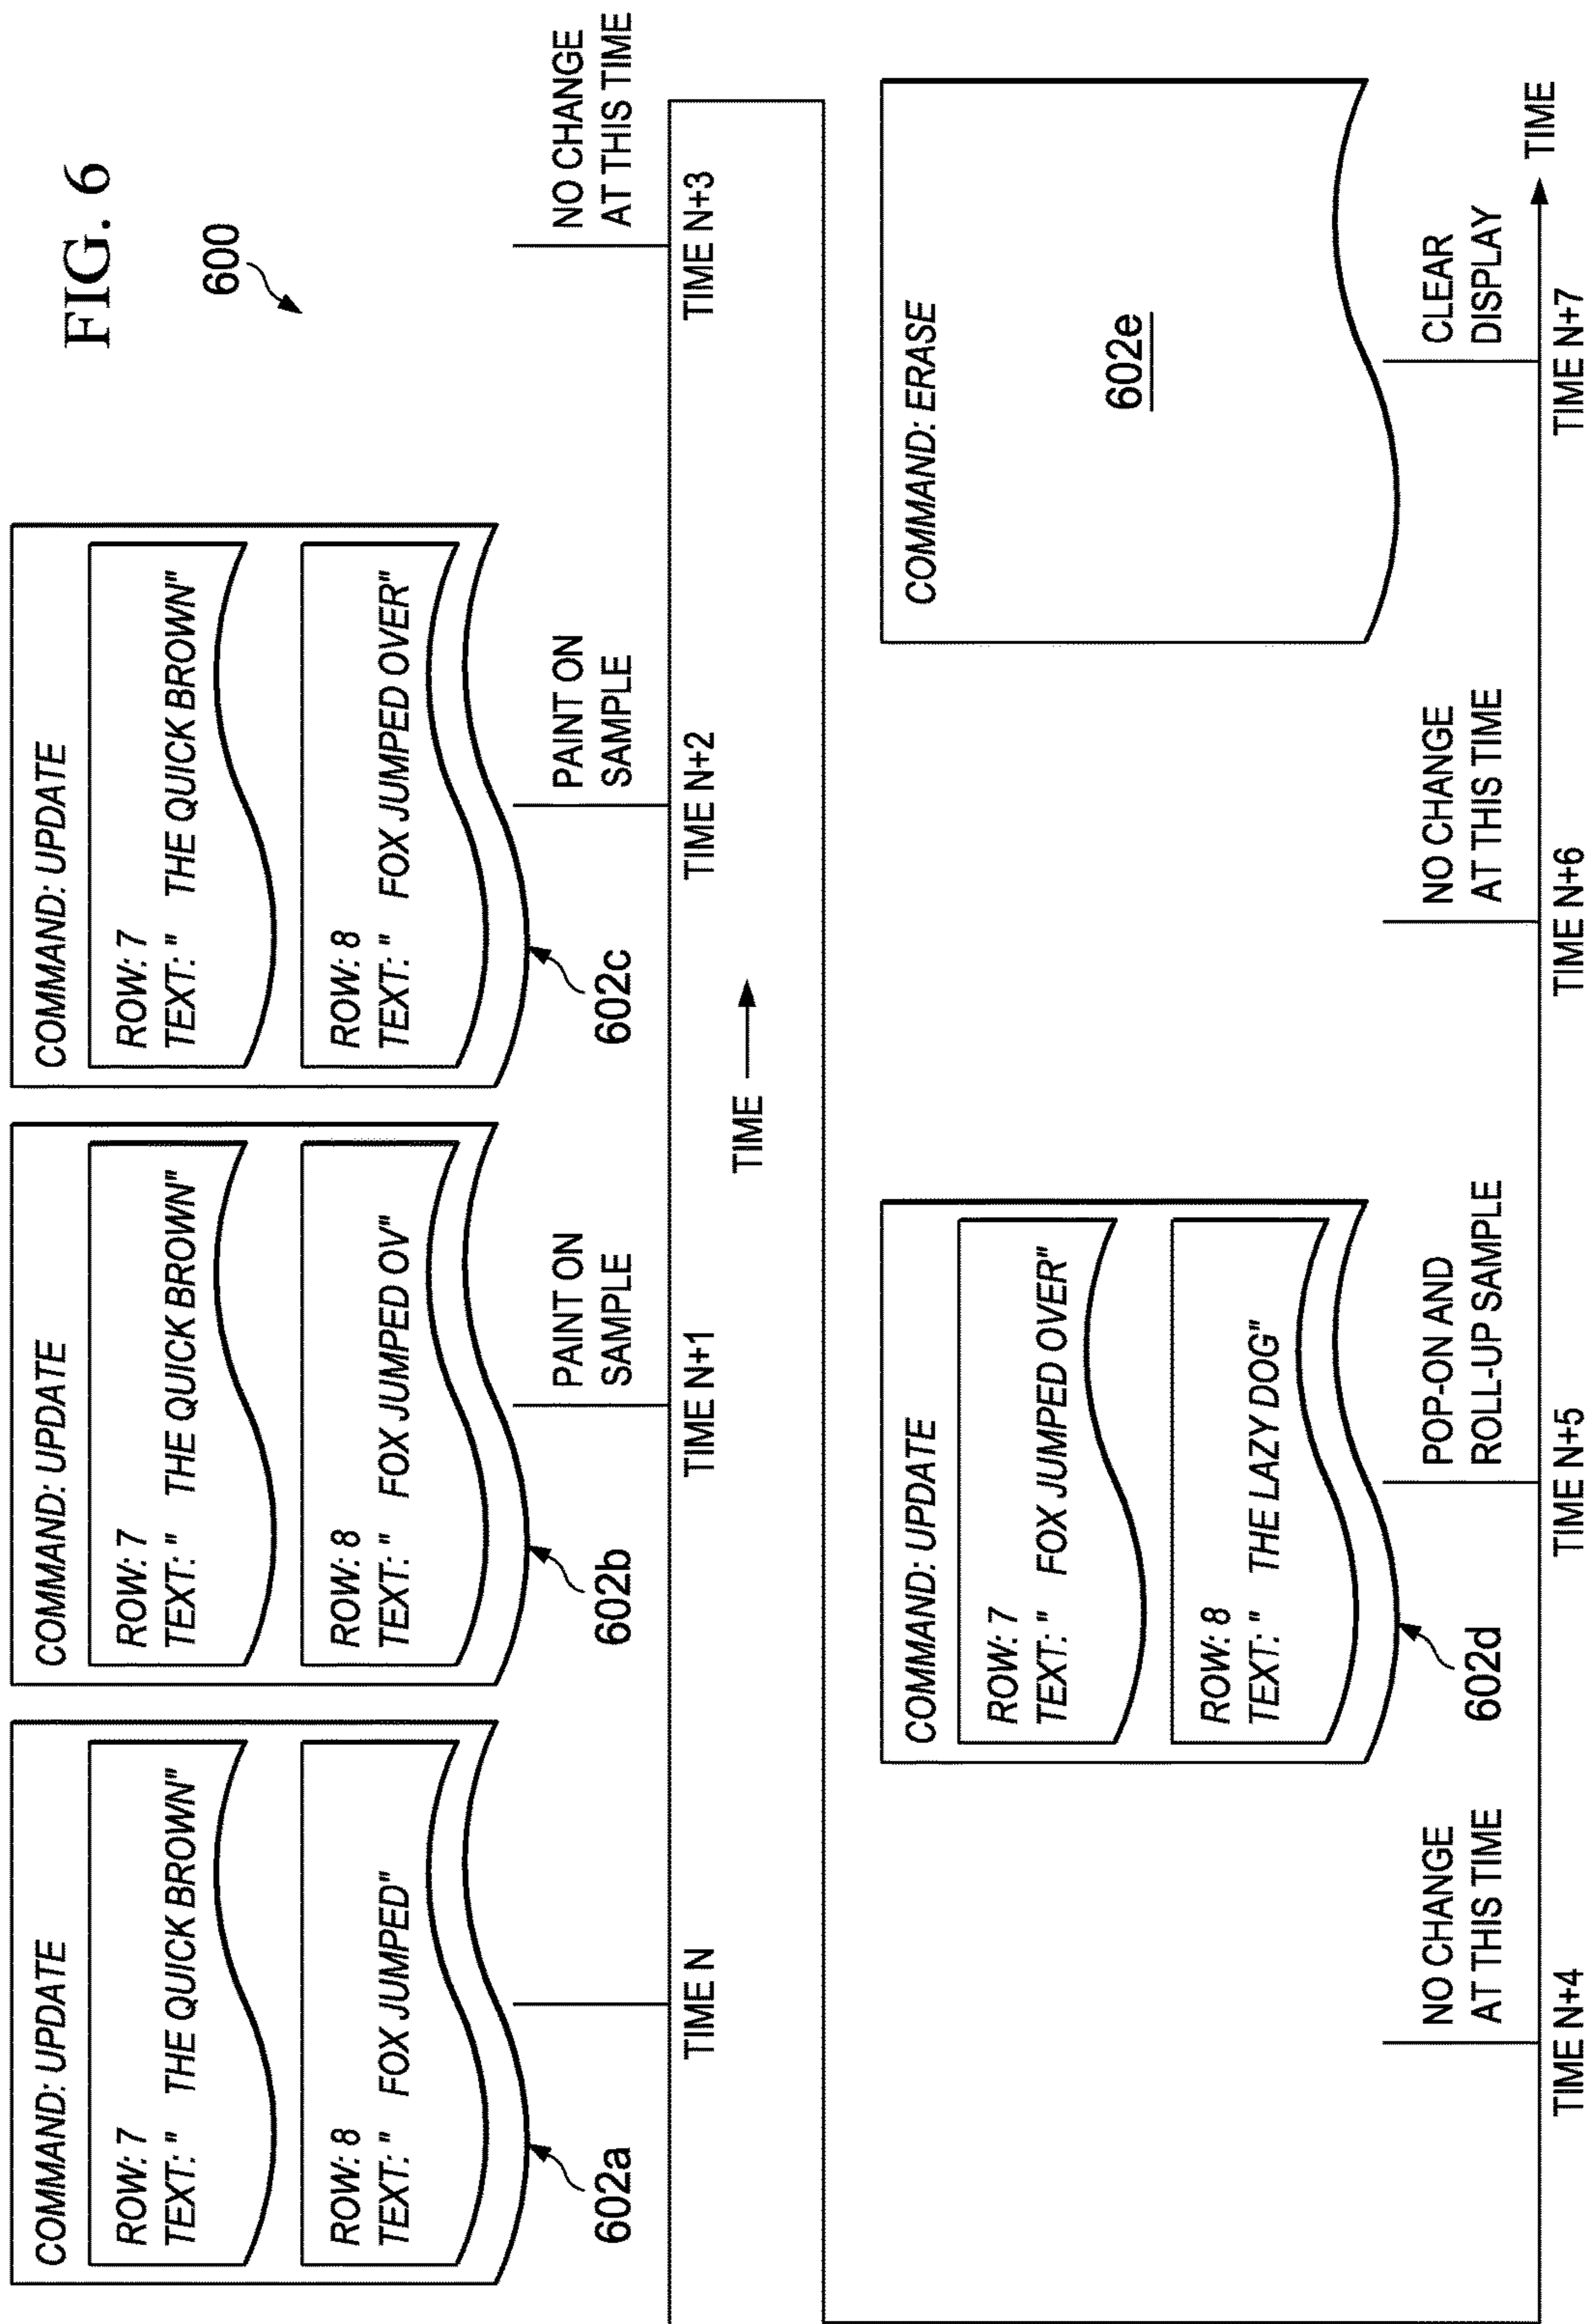 FIG. 6
600
COMMAND: UPDATE
ROW: 7
TEXT: " THE QUICK BROWN"
ROW: 8
TEXT: " FOX JUMPED"
602a
TIME N
COMMAND: UPDATE
ROW: 7
TEXT: " THE QUICK BROWN"
ROW: 8
TEXT: " FOX JUMPED OV"
602b
PAINT ON
SAMPLE
TIME N+1
COMMAND: UPDATE
ROW: 7
TEXT: " THE QUICK BROWN"
ROW: 8
TEXT: " FOX JUMPED OVER"
602c
PAINT ON
SAMPLE
TIME N+2
NO CHANGE
AT THIS TIME
TIME N+3
TIME
NO CHANGE
AT THIS TIME
TIME N+4
COMMAND: UPDATE
ROW: 7
TEXT: " FOX JUMPED OVER"
ROW: 8
TEXT: " THE LAZY DOG"
602d
POP-ON AND
ROLL-UP SAMPLE
TIME N+5
NO CHANGE
AT THIS TIME
TIME N+6
COMMAND: ERASE
602e
CLEAR
DISPLAY
TIME N+7
TIME